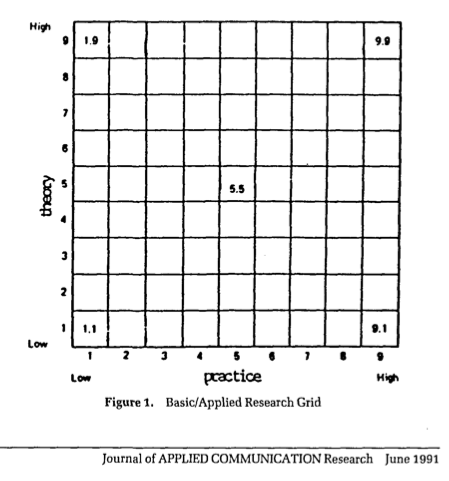 High
9 1.9 9.9
8
7
6
theory
5 5.5
4
3
2
1 1.1 9.1
Low
1 2 3 4 5 6 7 8 9
Low practice High
Figure 1. Basic/Applied Research Grid
Journal of APPLIED COMMUNICATION Research June 1991